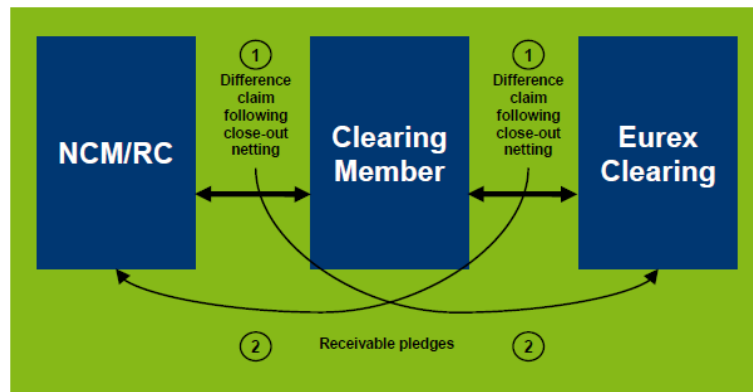 1
Difference
claim
following
close-out
netting
1
Difference
claim
following
close-out
netting
NCM/RC
Clearing
Member
Eurex
Clearing
2
Receivable pledges
2